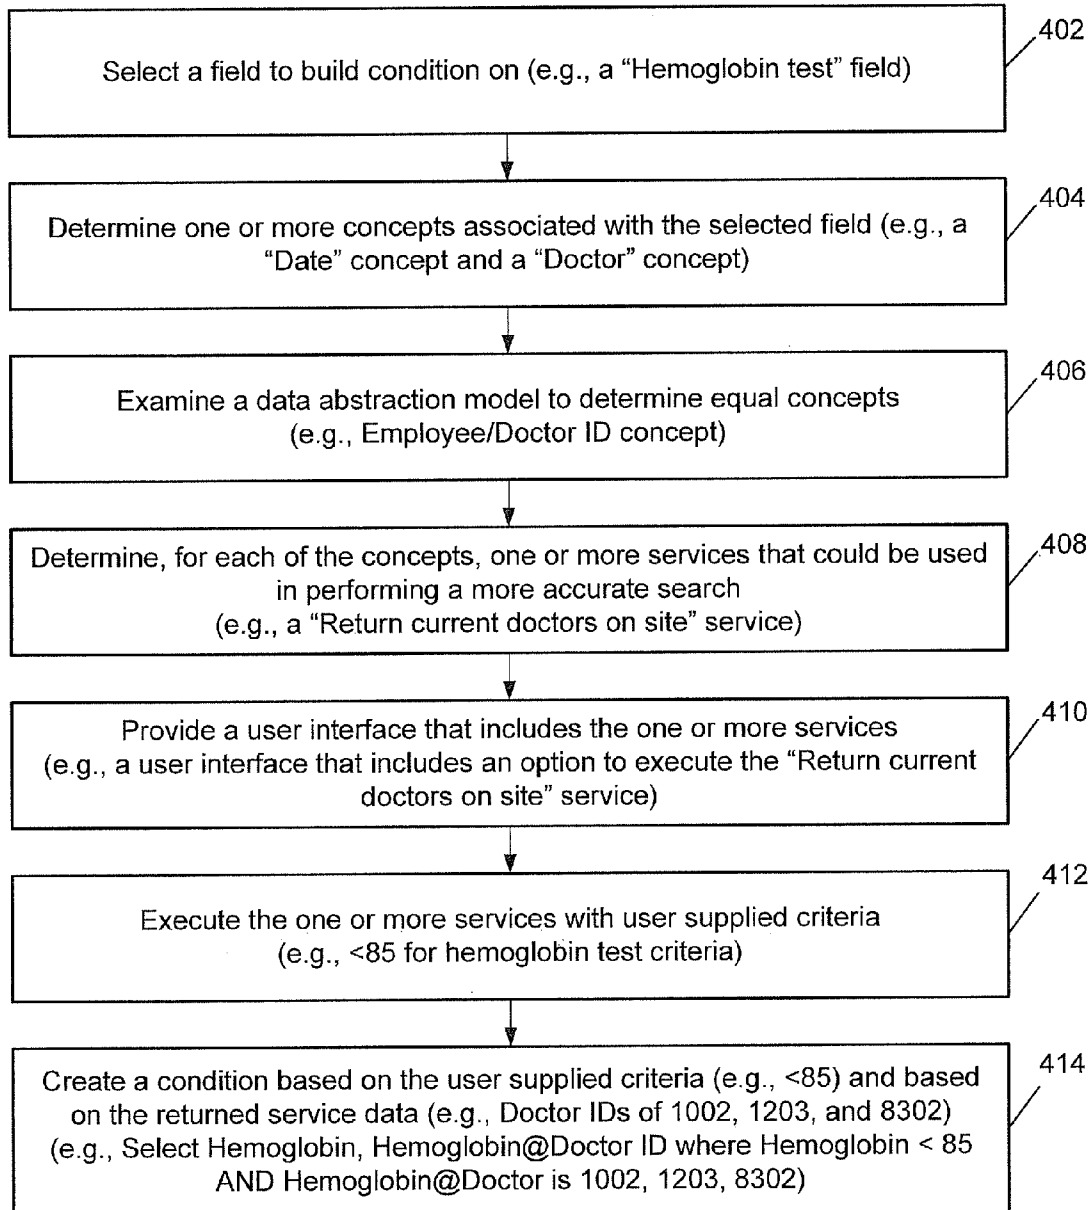 402
Select a field to build condition on (e.g., a “Hemoglobin test” field)
404
Determine one or more concepts associated with the selected field (e.g., a
“Date” concept and a “Doctor” concept)
406
Examine a data abstraction model to determine equal concepts
(e.g., Employee/Doctor ID concept)
408
Determine, for each of the concepts, one or more services that could be used
in performing a more accurate search
(e.g., a “Return current doctors on site” service)
410
Provide a user interface that includes the one or more services
(e.g., a user interface that includes an option to execute the “Return current
doctors on site” service)
412
Execute the one or more services with user supplied criteria
(e.g., <85 for hemoglobin test criteria)
414
Create a condition based on the user supplied criteria (e.g., <85) and based
on the returned service data (e.g., Doctor IDs of 1002, 1203, and 8302)
(e.g., Select Hemoglobin, Hemoglobin@Doctor ID where Hemoglobin < 85
AND Hemoglobin@Doctor is 1002, 1203, 8302)